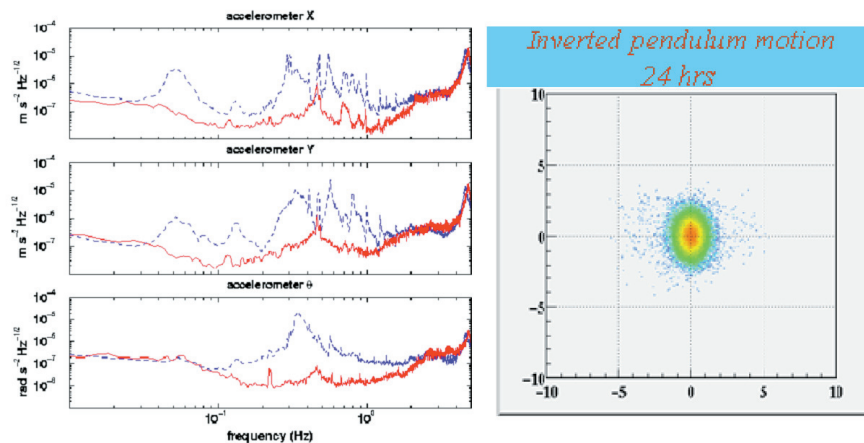 accelerometer X
10⁻⁴
10⁻⁵
10⁻⁶
10⁻⁷
m s⁻² Hz⁻¹/²
accelerometer Y
10⁻⁴
10⁻⁵
10⁻⁶
10⁻⁷
m s⁻² Hz⁻¹/²
accelerometer θ
10⁻⁴
10⁻⁵
10⁻⁶
10⁻⁷
10⁻⁸
rad s⁻² Hz⁻¹/²
10⁻¹ 10⁰
frequency (Hz)
Inverted pendulum motion
24 hrs
10
5
0
−5
−10
−10 −5 0 5 10